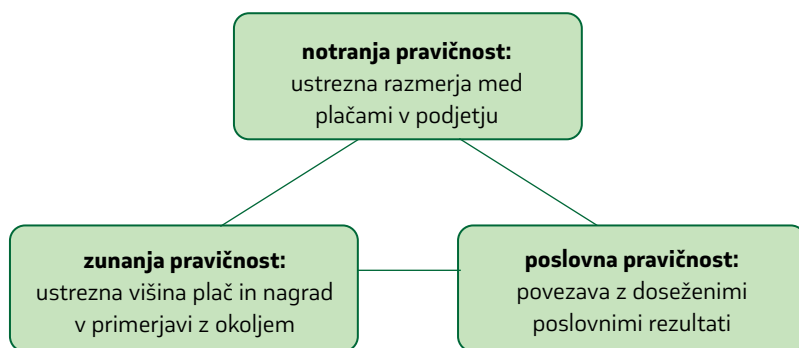 notranja pravičnost:
ustrezna razmerja med
plačami v podjetju
zunanja pravičnost:
ustrezna višina plač in nagrad
v primerjavi z okoljem
poslovna pravičnost:
povezava z doseženimi
poslovnimi rezultati